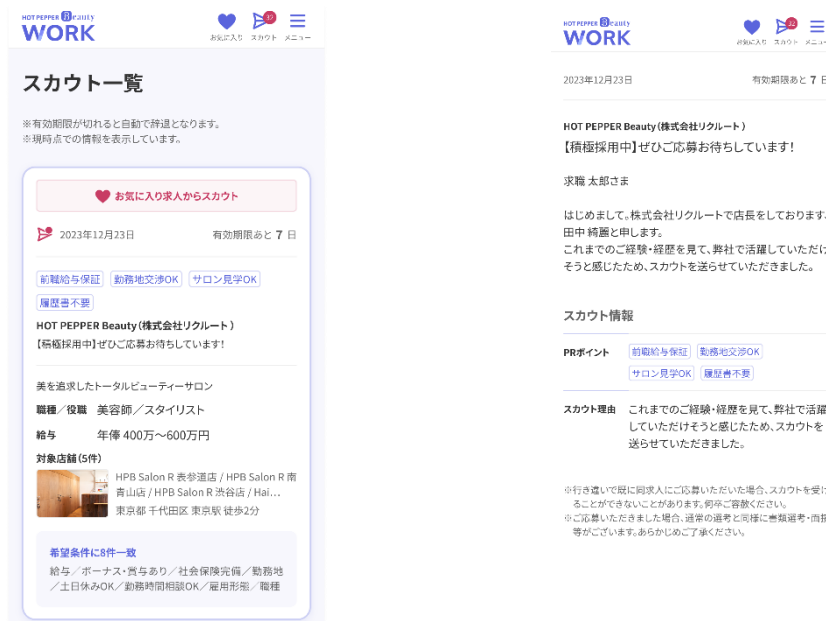 HOT PEPPER Beauty
WORK
32
お気に入り スカウト メニュー
スカウト一覧
※有効期限が切れると自動で辞退となります。
※現時点での情報を表示しています。
お気に入り求人からスカウト
2023年12月23日 有効期限あと 7 日
前職給与保証 勤務地交渉OK サロン見学OK
履歴書不要
HOT PEPPER Beauty（株式会社リクルート）
【積極採用中】ぜひご応募お待ちしています！
美を追求したトータルビューティーサロン
職種／役職 美容師／スタイリスト
給与 年俸 400万〜600万円
対象店舗（5件）
HPB Salon R 表参道店 / HPB Salon R 南
青山店 / HPB Salon R 渋谷店 / Hai...
東京都 千代田区 東京駅 徒歩2分
希望条件に8件一致
給与／ボーナス・賞与あり／社会保険完備／勤務地
／土日休みOK／勤務時間相談OK／雇用形態／職種
HOT PEPPER Beauty
WORK
32
お気に入り スカウト メニュー
2023年12月23日 有効期限あと 7 日
HOT PEPPER Beauty（株式会社リクルート）
【積極採用中】ぜひご応募お待ちしています！
求職 太郎さま
はじめまして。株式会社リクルートで店長をしております、
田中 綺麗と申します。
これまでのご経験・経歴を見て、弊社で活躍していただけ
そうと感じたため、スカウトを送らせていただきました。
スカウト情報
PRポイント 前職給与保証 勤務地交渉OK
サロン見学OK 履歴書不要
スカウト理由 これまでのご経験・経歴を見て、弊社で活躍
していただけそうと感じたため、スカウトを
送らせていただきました。
※行き違いで既に同求人にご応募いただいた場合、スカウトを受け
ることができないことがあります。何卒ご容赦ください。
※ご応募いただきました場合、通常の選考と同様に書類選考・面接
等がございます。あらかじめご了承ください。